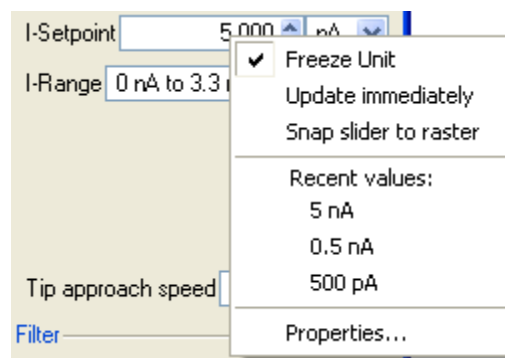 I-Setpoint 5.000 nA
Freeze Unit
I-Range 0 nA to 3.3
Update immediately
Snap slider to raster
Recent values:
5 nA
0.5 nA
500 pA
Tip approach speed
Filter
Properties...